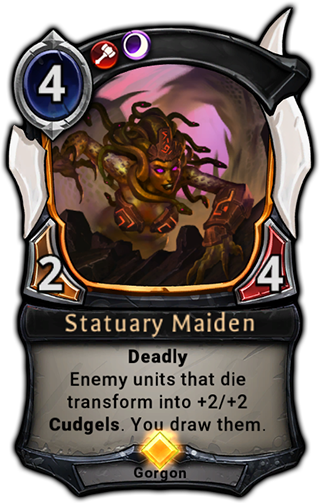 4
2
4
Statuary Maiden
Deadly
Enemy units that die
transform into +2/+2
Cudgels. You draw them.
Gorgon